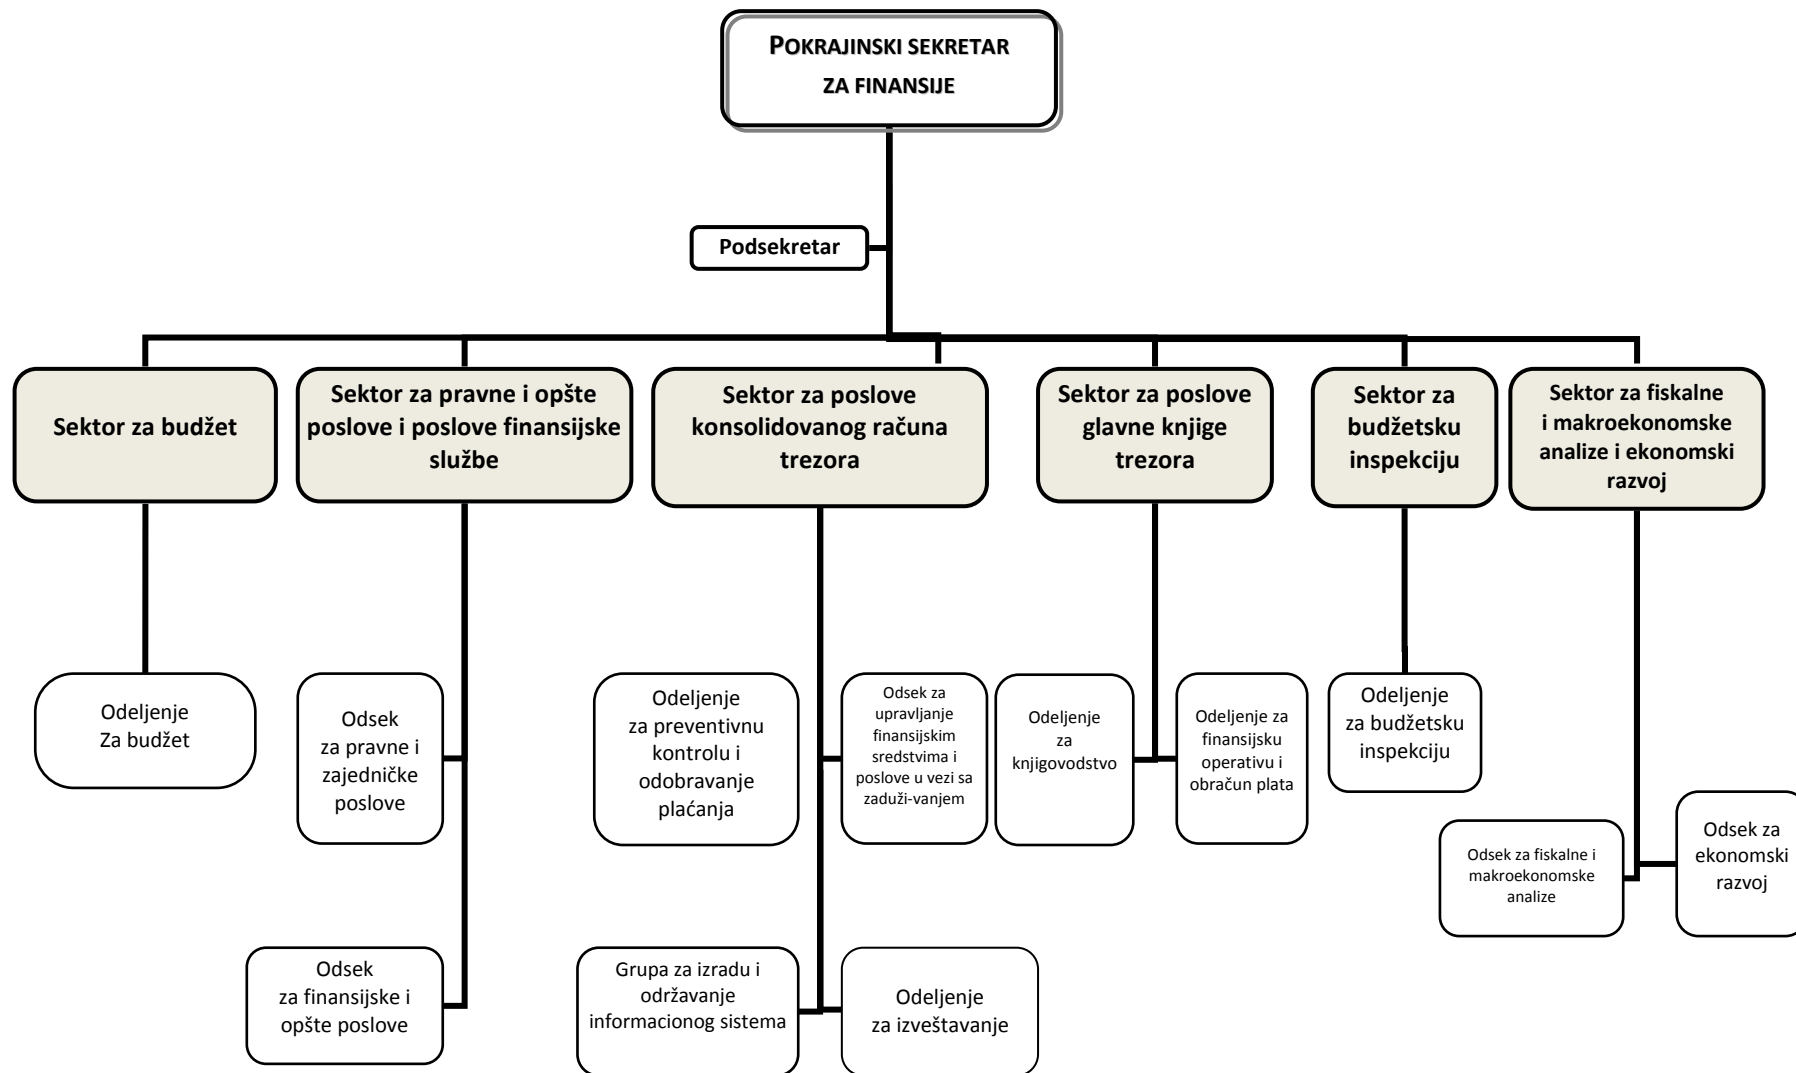 POKRAJINSKI SEKRETAR
ZA FINANSIJE
Podsekretar
Sektor za budžet
Sektor za pravne i opšte
poslove i poslove finansijske
službe
Sektor za poslove
konsolidovanog računa
trezora
Sektor za poslove
glavne knjige
trezora
Sektor za
budžetsku
inspekciju
Sektor za fiskalne
i makroekonomske
analize i ekonomski
razvoj
Odeljenje
Za budžet
Odsek
za pravne i
zajedničke
poslove
Odeljenje
za preventivnu
kontrolu i
odobravanje
plaćanja
Odsek za
upravljanje
finansijskim
sredstvima i
poslove u vezi sa
zaduži-vanjem
Odeljenje
za
knjigovodstvo
Odeljenje za
finansijsku
operativu i
obračun plata
Odeljenje
za budžetsku
inspekciju
Odsek za fiskalne i
makroekonomske
analize
Odsek za
ekonomski
razvoj
Odsek
za finansijske i
opšte poslove
Grupa za izradu i
održavanje
informacionog sistema
Odeljenje
za izveštavanje